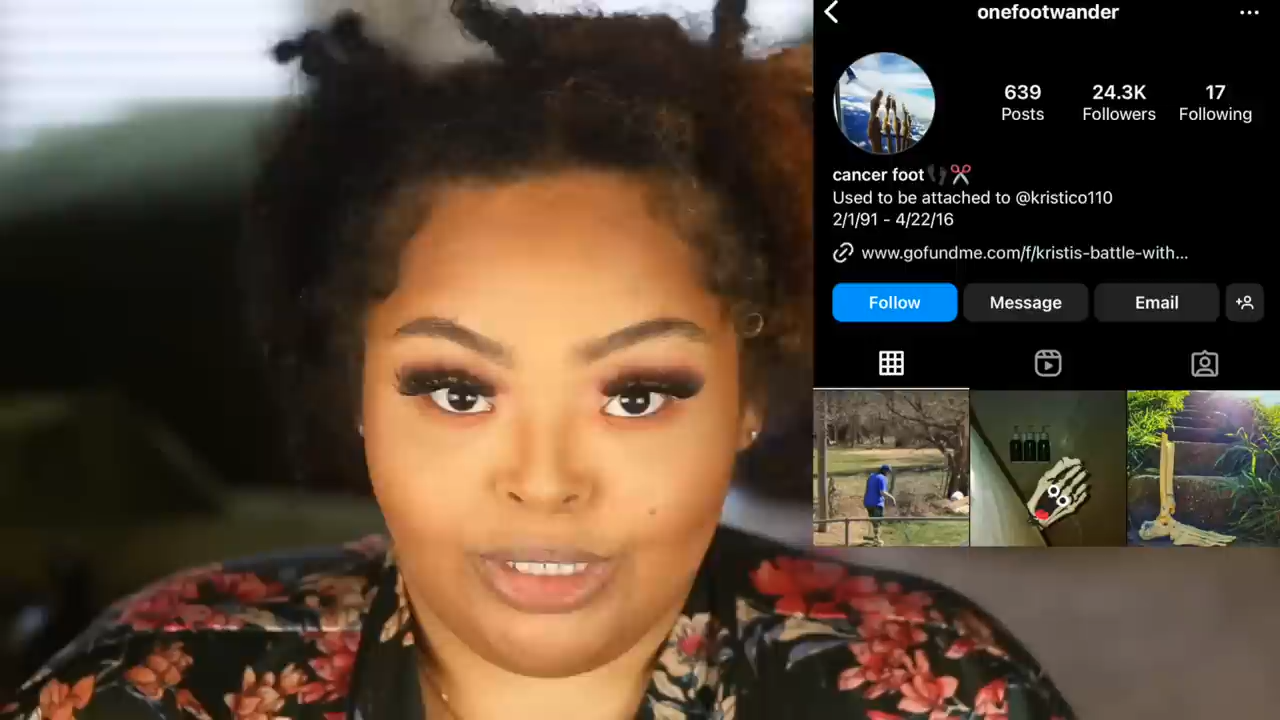 onefootwander
639
Posts
24.3K
Followers
17
Following
cancer foot
Used to be attached to @kristico110
2/1/91 - 4/22/16
www.gofundme.com/f/kristis-battle-with...
Follow
Message
Email